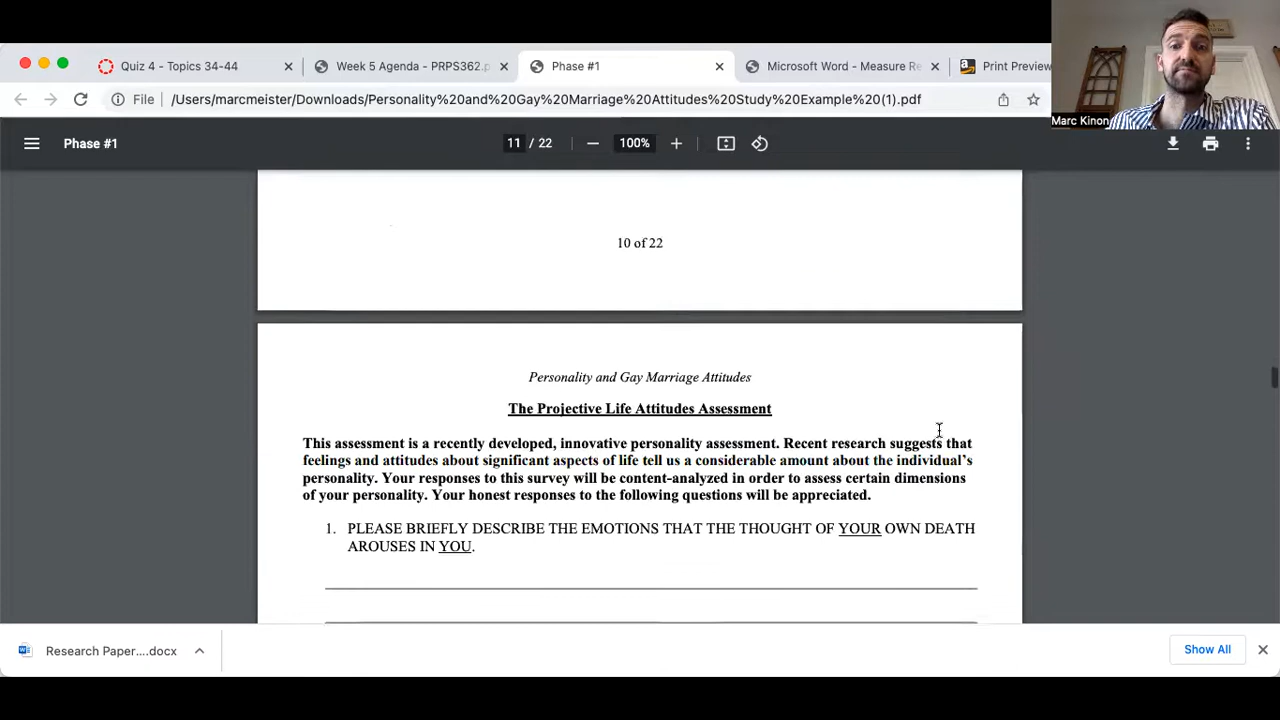 Quiz 4 - Topics 34-44
Week 5 Agenda - PRPS362.p
Phase #1
Microsoft Word - Measure Re
Print Preview
File
/Users/marcmeister/Downloads/Personality%20and%20Gay%20Marriage%20Attitudes%20Study%20Example%20(1).pdf
Marc Kinon
Phase #1
11 / 22
100%
10 of 22
Personality and Gay Marriage Attitudes
The Projective Life Attitudes Assessment
This assessment is a recently developed, innovative personality assessment. Recent research suggests that
feelings and attitudes about significant aspects of life tell us a considerable amount about the individual's
personality. Your responses to this survey will be content-analyzed in order to assess certain dimensions
of your personality. Your honest responses to the following questions will be appreciated.
1. PLEASE BRIEFLY DESCRIBE THE EMOTIONS THAT THE THOUGHT OF YOUR OWN DEATH
AROUSES IN YOU.
Research Paper....docx
Show All